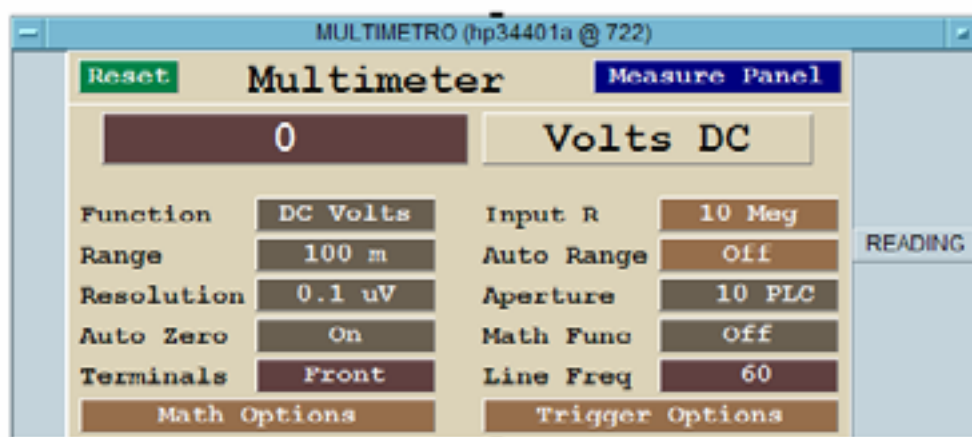 MULTIMETRO (hp34401a @ 722)
Reset Multimeter Measure Panel
0 Volts DC
Function DC Volts Input R 10 Meg
Range 100 m Auto Range Off
READING
Resolution 0.1 uV Aperture 10 PLC
Auto Zero On Math Func Off
Terminals Front Line Freq 60
Math Options Trigger Options